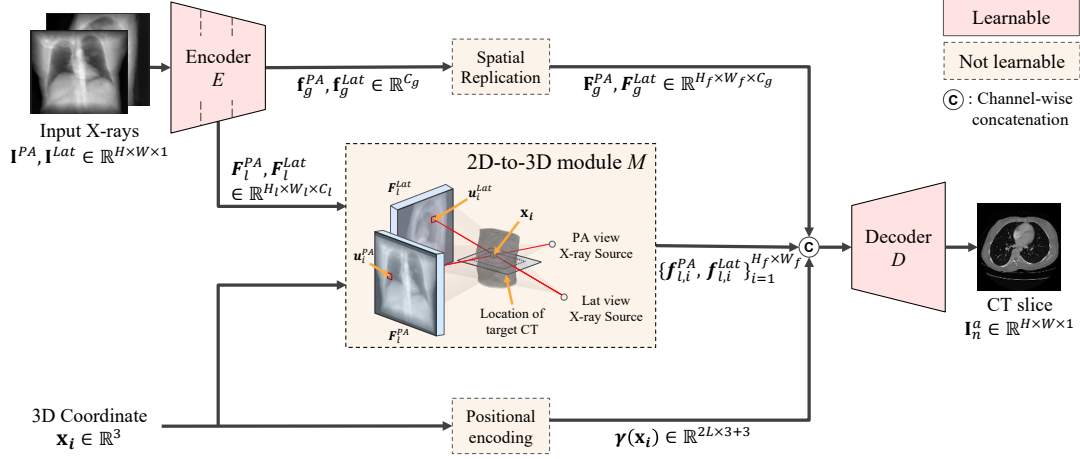 Learnable
Not learnable
C : Channel-wise
concatenation
Input X-rays
𝐈^{PA}, 𝐈^{Lat} ∈ ℝ^{H×W×1}
Encoder
E
𝐟_g^{PA}, 𝐟_g^{Lat} ∈ ℝ^{C_g}
Spatial
Replication
𝐅_g^{PA}, 𝑭_g^{Lat} ∈ ℝ^{H_f×W_f×C_g}
𝑭_l^{PA}, 𝑭_l^{Lat}
∈ ℝ^{H_l×W_l×C_l}
2D-to-3D module M
𝑭_l^{Lat}
𝒖_i^{Lat}
𝐱_𝒊
𝒖_i^{PA}
PA view
X-ray Source
Lat view
X-ray Source
Location of
target CT
𝑭_l^{PA}
{𝒇_{l,i}^{PA}, 𝒇_{l,i}^{Lat}}_{i=1}^{H_f×W_f}
C
Decoder
D
CT slice
𝐈_n^a ∈ ℝ^{H×W×1}
3D Coordinate
𝐱_𝒊 ∈ ℝ^3
Positional
encoding
𝜸(𝐱_i) ∈ ℝ^{2L×3+3}